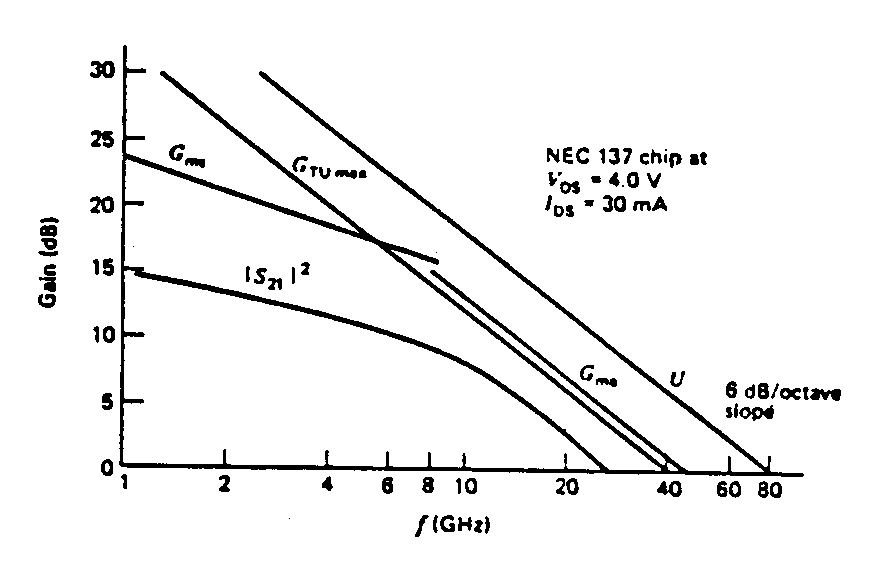 30
25
20
15
10
5
0
Gain (dB)
G_ms
G_TU max
|S_21|^2
G_ma
U
NEC 137 chip at
V_DS = 4.0 V
I_DS = 30 mA
6 dB/octave
slope
1 2 4 6 8 10 20 40 60 80
f (GHz)